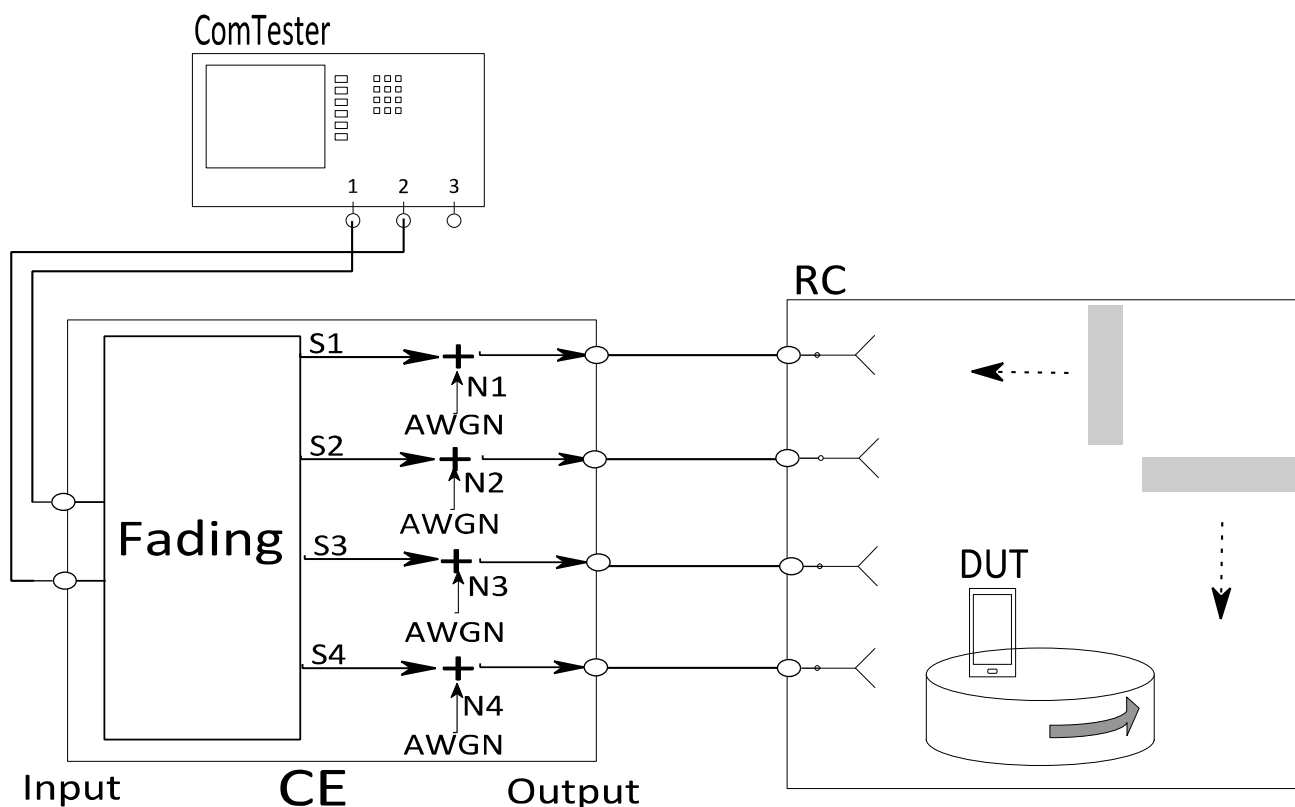 ComTester
1 2 3
RC
S1
N1
AWGN
S2
N2
AWGN
Fading
S3
N3
AWGN
DUT
S4
N4
AWGN
Input CE Output